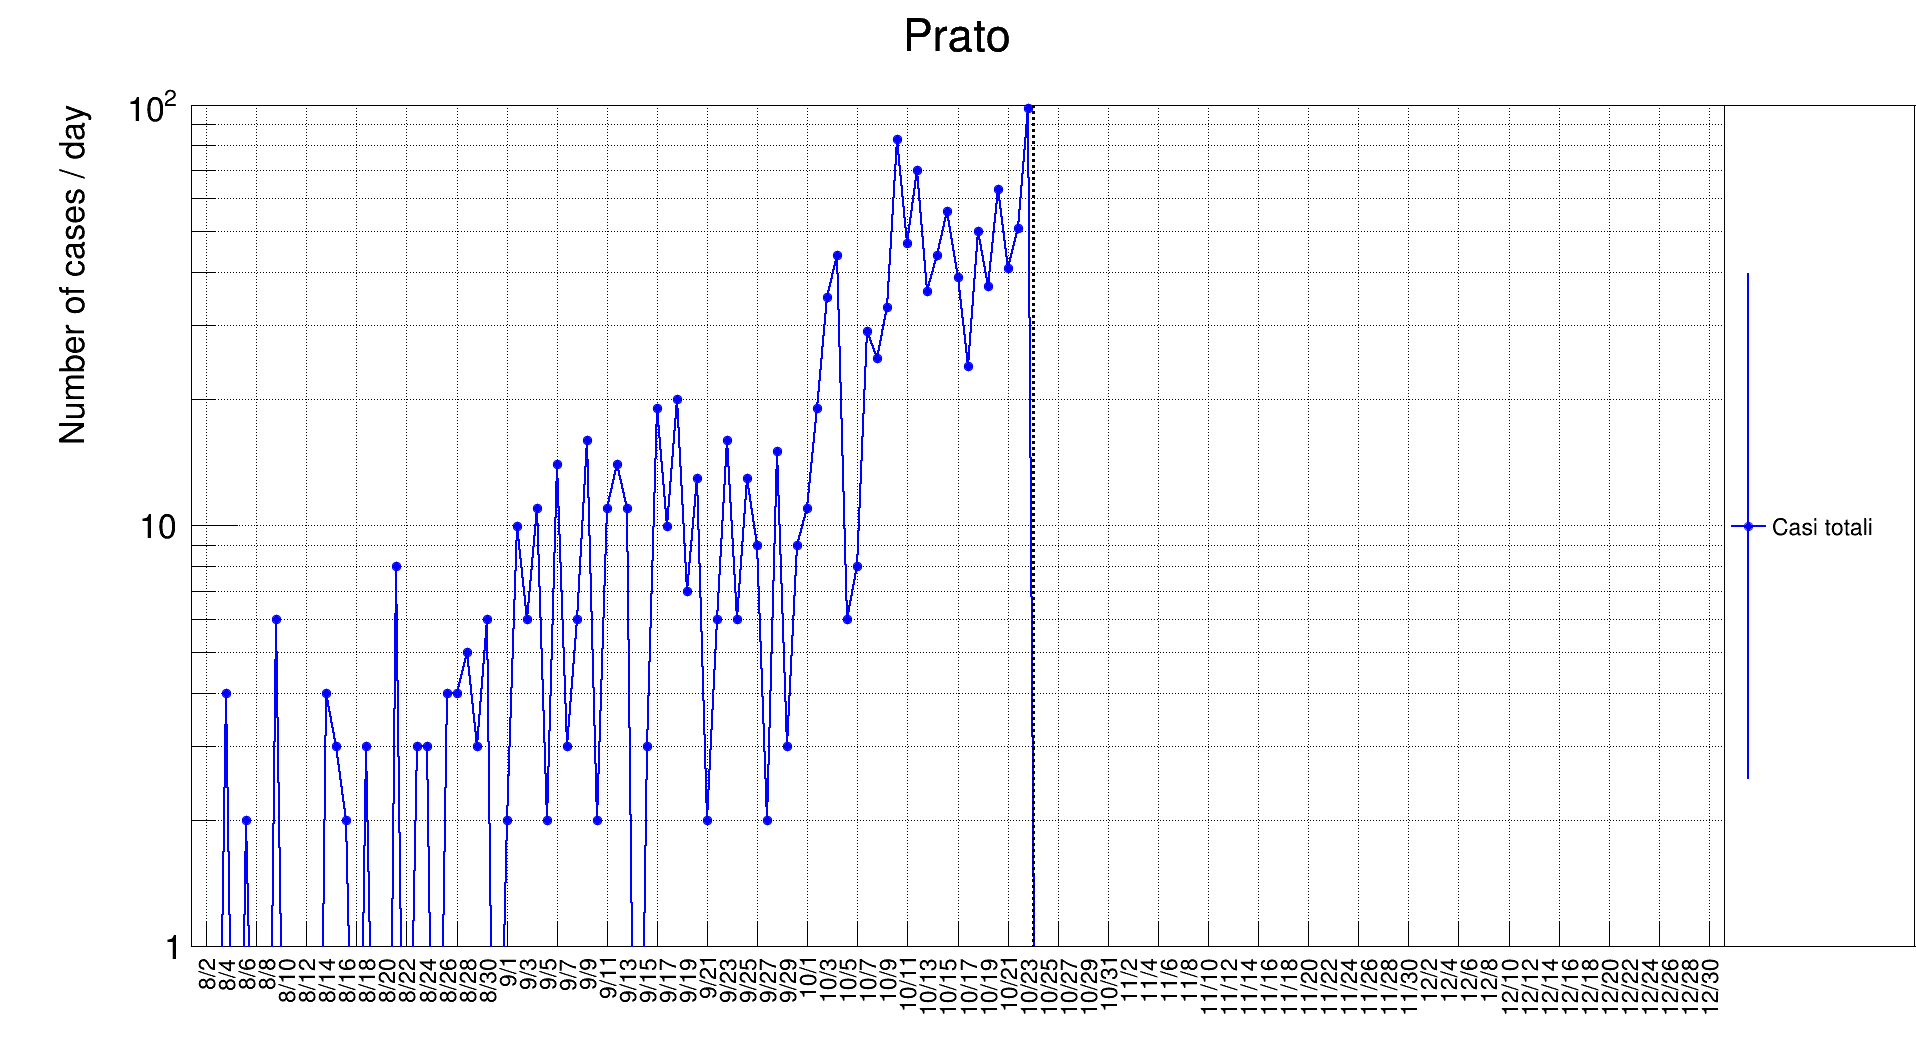 Prato
Number of cases / day
10²
10
1
8/2 8/4 8/6 8/8 8/10 8/12 8/14 8/16 8/18 8/20 8/22 8/24 8/26 8/28 8/30 9/1 9/3 9/5 9/7 9/9 9/11 9/13 9/15 9/17 9/19 9/21 9/23 9/25 9/27 9/29 10/1 10/3 10/5 10/7 10/9 10/11 10/13 10/15 10/17 10/19 10/21 10/23 10/25 10/27 10/29 10/31 11/2 11/4 11/6 11/8 11/10 11/12 11/14 11/16 11/18 11/20 11/22 11/24 11/26 11/28 11/30 12/2 12/4 12/6 12/8 12/10 12/12 12/14 12/16 12/18 12/20 12/22 12/24 12/26 12/28 12/30
Casi totali